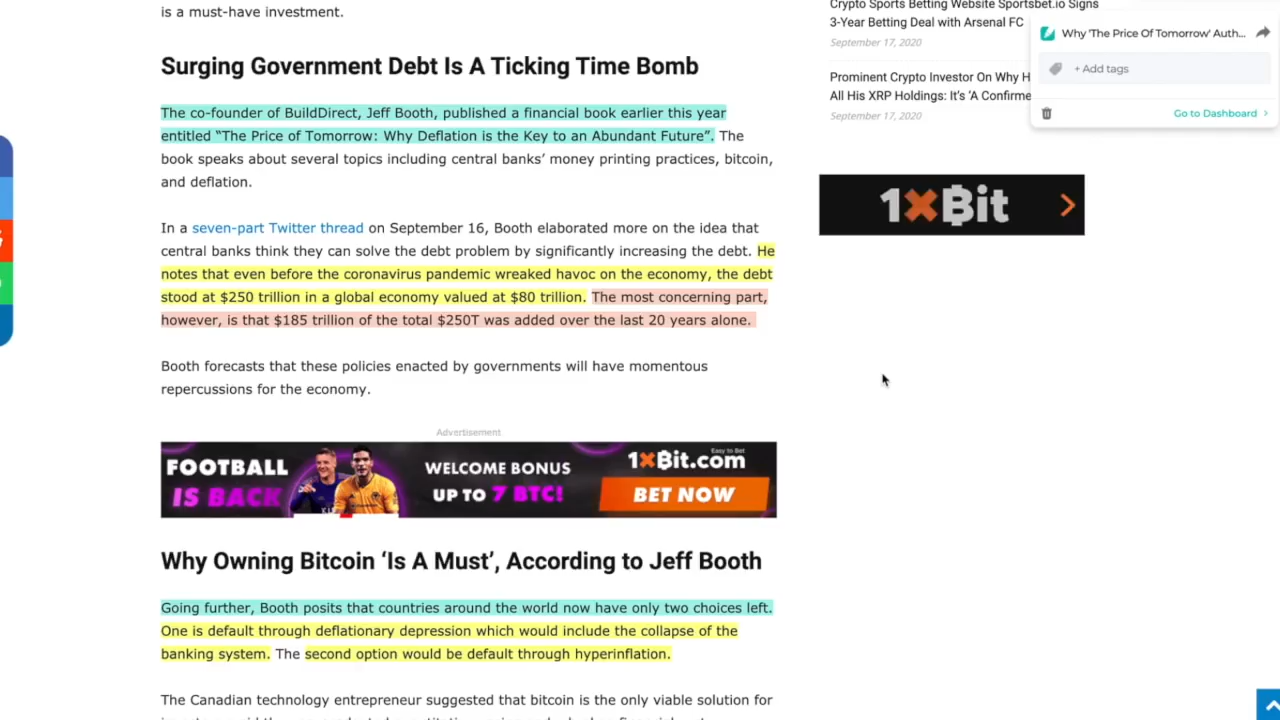 is a must-have investment.
Surging Government Debt Is A Ticking Time Bomb
The co-founder of BuildDirect, Jeff Booth, published a financial book earlier this year
entitled “The Price of Tomorrow: Why Deflation is the Key to an Abundant Future”. The
book speaks about several topics including central banks’ money printing practices, bitcoin,
and deflation.
In a seven-part Twitter thread on September 16, Booth elaborated more on the idea that
central banks think they can solve the debt problem by significantly increasing the debt. He
notes that even before the coronavirus pandemic wreaked havoc on the economy, the debt
stood at $250 trillion in a global economy valued at $80 trillion. The most concerning part,
however, is that $185 trillion of the total $250T was added over the last 20 years alone.
Booth forecasts that these policies enacted by governments will have momentous
repercussions for the economy.
Advertisement
FOOTBALL
IS BACK
WELCOME BONUS
UP TO 7 BTC!
Easy to Bet
1XBit.com
BET NOW
Why Owning Bitcoin ‘Is A Must’, According to Jeff Booth
Going further, Booth posits that countries around the world now have only two choices left.
One is default through deflationary depression which would include the collapse of the
banking system. The second option would be default through hyperinflation.
The Canadian technology entrepreneur suggested that bitcoin is the only viable solution for
Crypto Sports Betting Website Sportsbet.io Signs
3-Year Betting Deal with Arsenal FC
September 17, 2020
Prominent Crypto Investor On Why H
All His XRP Holdings: It’s ‘A Confirme
September 17, 2020
1XBit
Why 'The Price Of Tomorrow' Auth...
+ Add tags
Go to Dashboard